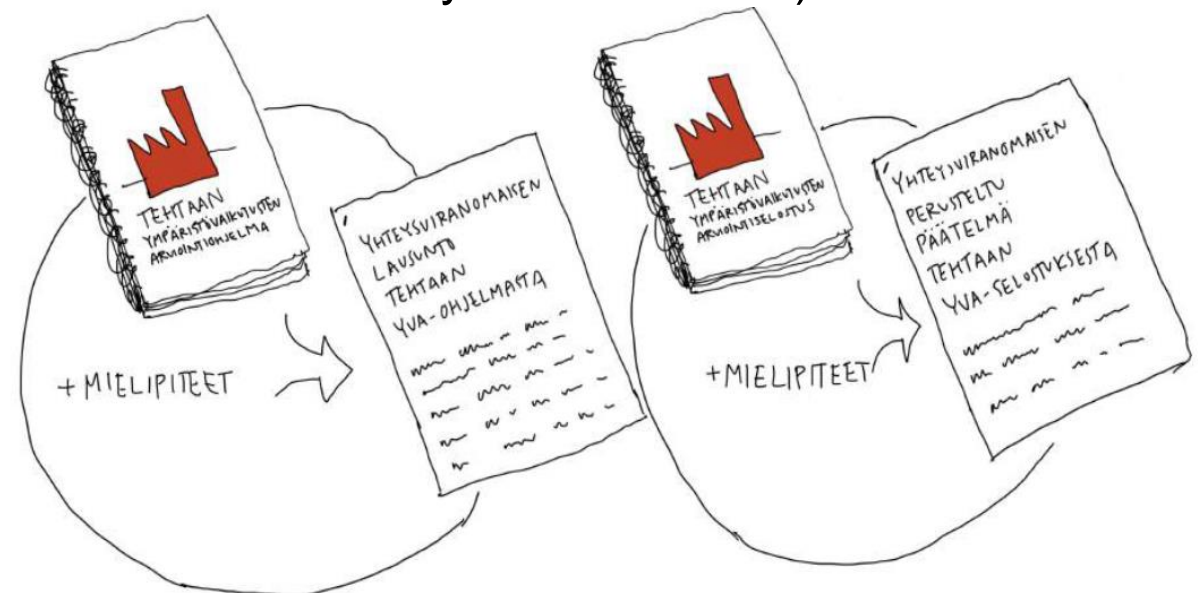 TEHTAAN
YMPÄRISTÖVAIKUTUSTEN
ARVIOINTIOHJELMA
+ MIELIPITEET
YHTEYSVIRANOMAISEN
LAUSUNTO
TEHTAAN
YVA-OHJELMASTA
TEHTAAN
YMPÄRISTÖVAIKUTUSTEN
ARVIOINTISELOSTUS
+MIELIPITEET
YHTEYSVIRANOMAISEN
PERUSTELTU
PÄÄTELMÄ
TEHTAAN
YVA-SELOSTUKSESTA